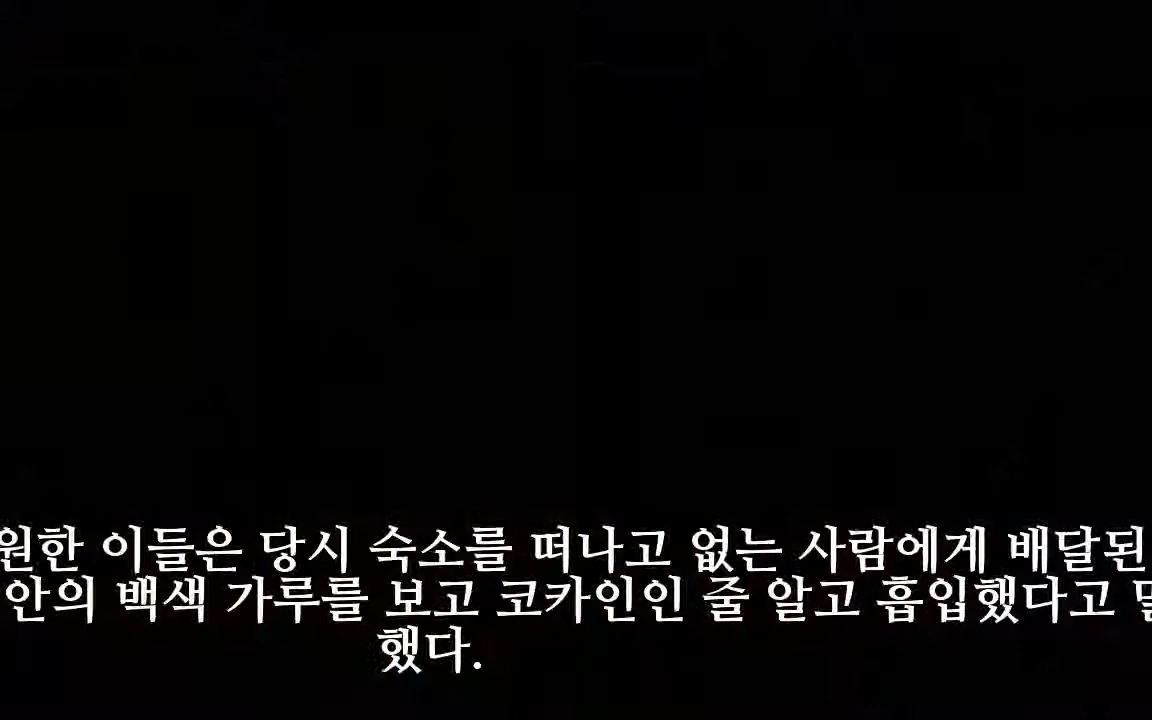 원한 이들은 당시 숙소를 떠나고 없는 사람에게 배달된
안의 백색 가루를 보고 코카인인 줄 알고 흡입했다고
했다.